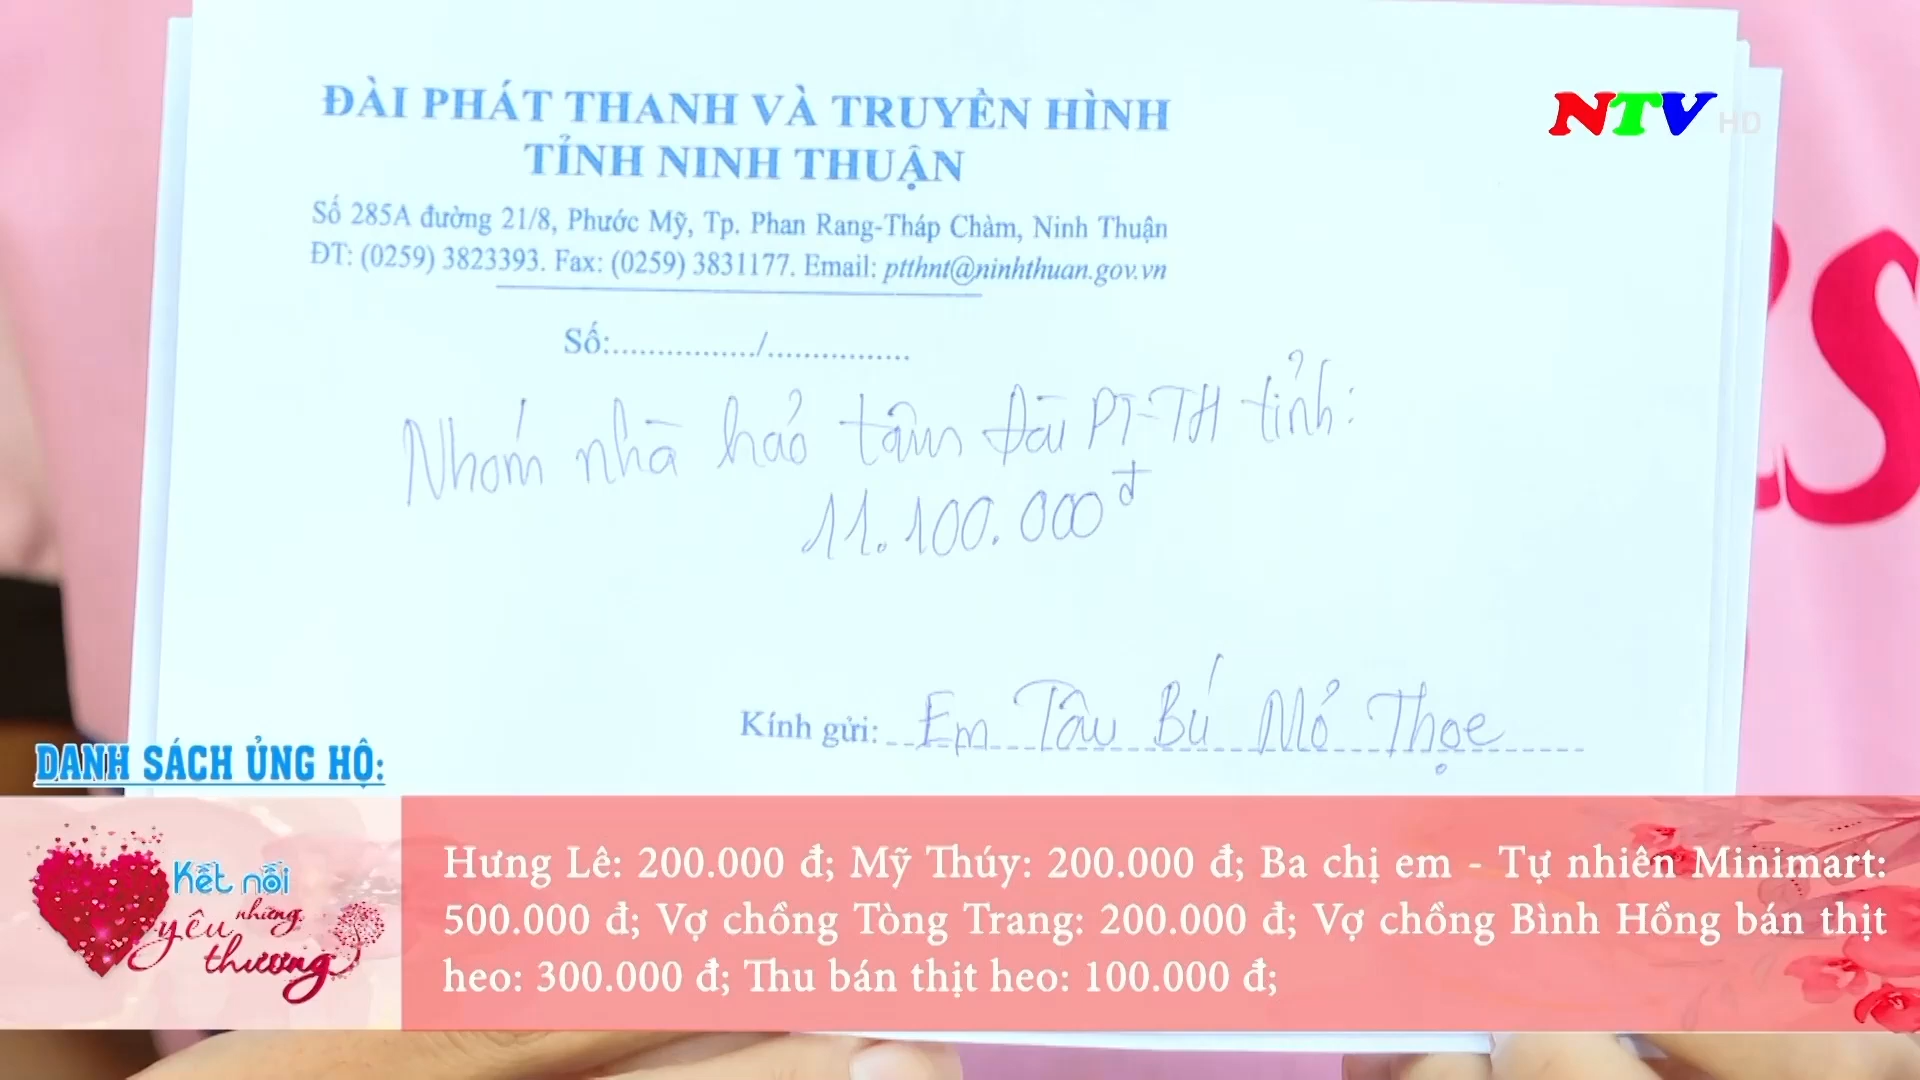 ĐÀI PHÁT THANH VÀ TRUYỀN HÌNH
TỈNH NINH THUẬN
NTV HD
Số 285A đường 21/8, Phước Mỹ, Tp. Phan Rang-Tháp Chàm, Ninh Thuận
ĐT: (0259) 3823393. Fax: (0259) 3831177. Email: ptthnt@ninhthuan.gov.vn
Số:................/................
Nhóm nhà hảo tâm Đài PT-TH tỉnh:
11.100.000đ
Kính gửi: Em Tâu Bú Mỏ Thọe
DANH SÁCH ỦNG HỘ:
Kết nối
những
yêu
thương
Hưng Lê: 200.000 đ; Mỹ Thúy: 200.000 đ; Ba chị em - Tự nhiên Minimart:
500.000 đ; Vợ chồng Tòng Trang: 200.000 đ; Vợ chồng Bình Hồng bán thịt
heo: 300.000 đ; Thu bán thịt heo: 100.000 đ;